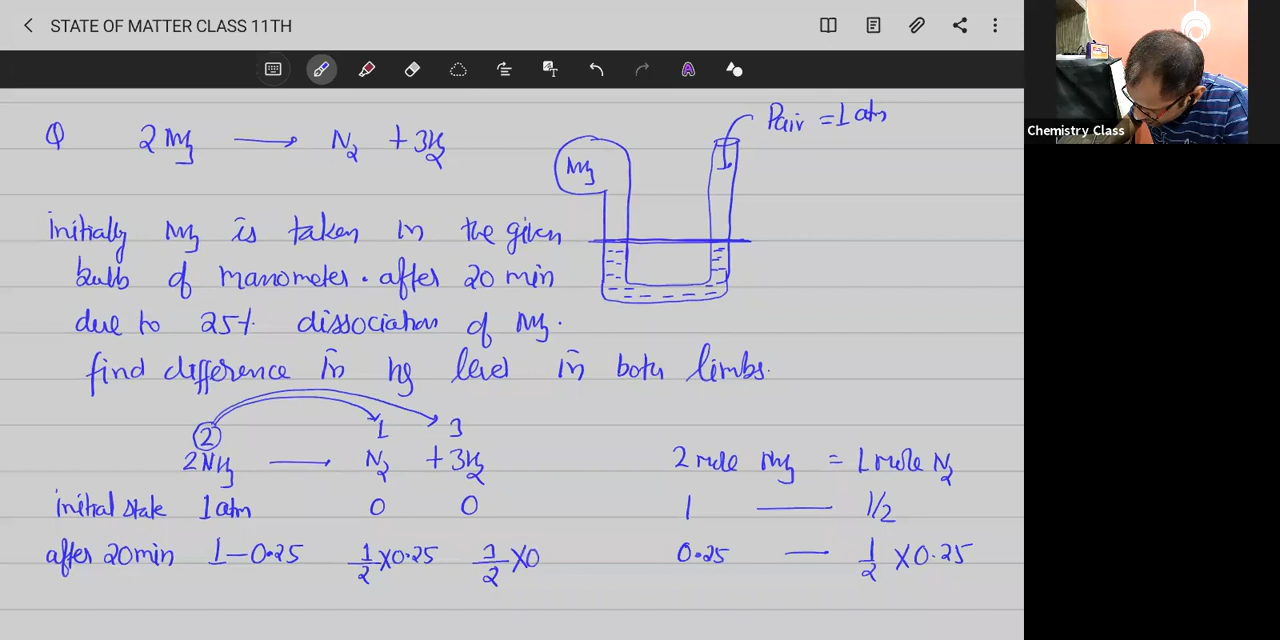 STATE OF MATTER CLASS 11TH
Chemistry Class
Q 2NH3 → N2 + 3H2
Pair = 1 atm
NH3
Initially NH3 is taken in the given
bulb of manometer. after 20 min
due to 25% dissociation of NH3.
find difference in hg level in both limbs.
2 1 3
2NH3 → N2 + 3H2
2 mole NH3 = 1 mole N2
initial state 1 atm 0 0
1 — 1/2
after 20 min 1-0.25 1/2 X0.25 3/2 X0
0.25 — 1/2 X 0.25